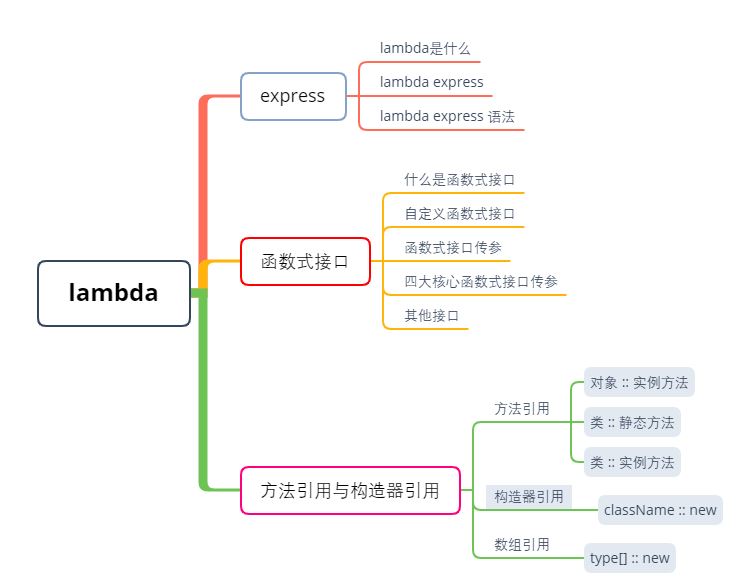 lambda
express
lambda是什么
lambda express
lambda express 语法
函数式接口
什么是函数式接口
自定义函数式接口
函数式接口传参
四大核心函数式接口传参
其他接口
方法引用与构造器引用
方法引用
对象 :: 实例方法
类 :: 静态方法
类 :: 实例方法
构造器引用
className :: new
数组引用
type[] :: new